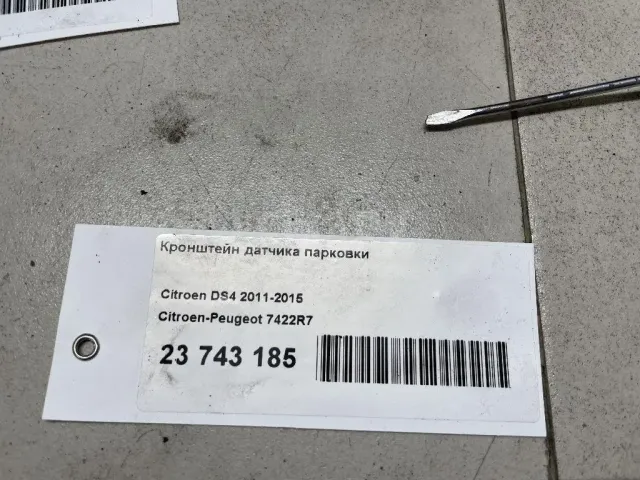 Кронштейн датчика парковки
Citroen DS4 2011-2015
Citroen-Peugeot 7422R7
23 743 185